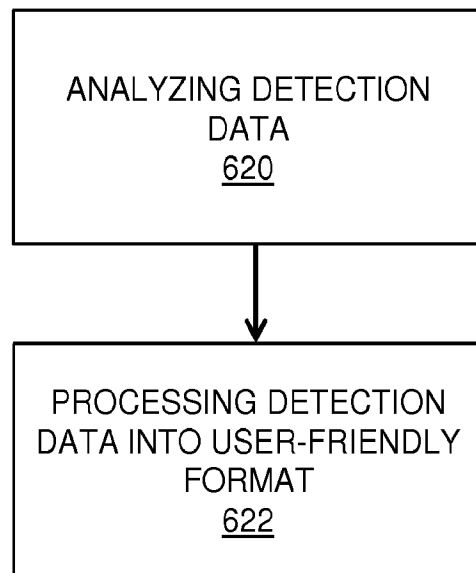 ANALYZING DETECTION
DATA
620
PROCESSING DETECTION
DATA INTO USER-FRIENDLY
FORMAT
622